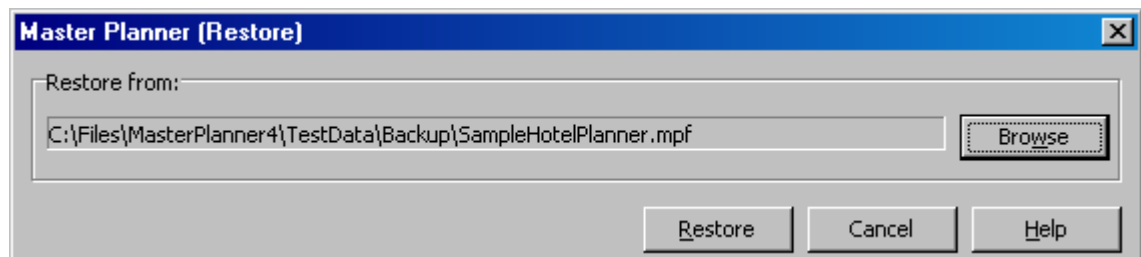 Master Planner (Restore)
Restore from:
C:\Files\MasterPlanner4\TestData\Backup\SampleHotelPlanner.mpf
Browse
Restore Cancel Help